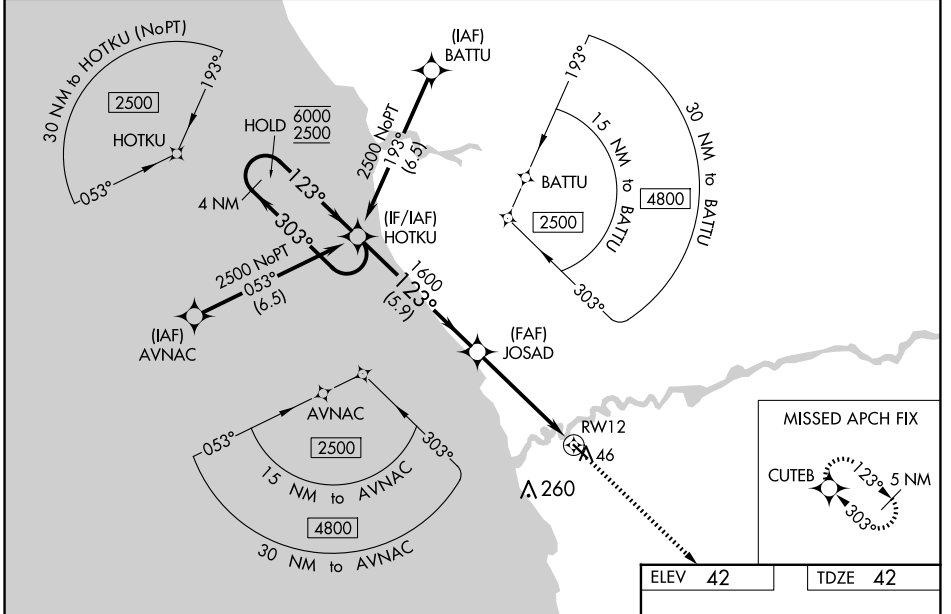 30 NM to HOTKU (NoPT)
193°
2500
HOTKU
053°
(IAF)
BATTU
HOLD
6000
2500
2500 NoPT
193°
(6.5)
123°
4 NM
303°
(IF/IAF)
HOTKU
2500 NoPT
053°
(6.5)
(IAF)
AVNAC
1600
123°
(5.9)
(FAF)
JOSAD
193°
15 NM to BATTU
30 NM to BATTU
BATTU
2500
4800
303°
AVNAC
053°
303°
2500
15 NM to AVNAC
4800
30 NM to AVNAC
RW12
46
260
MISSED APCH FIX
CUTEB
123°
5 NM
303°
ELEV 42
TDZE 42